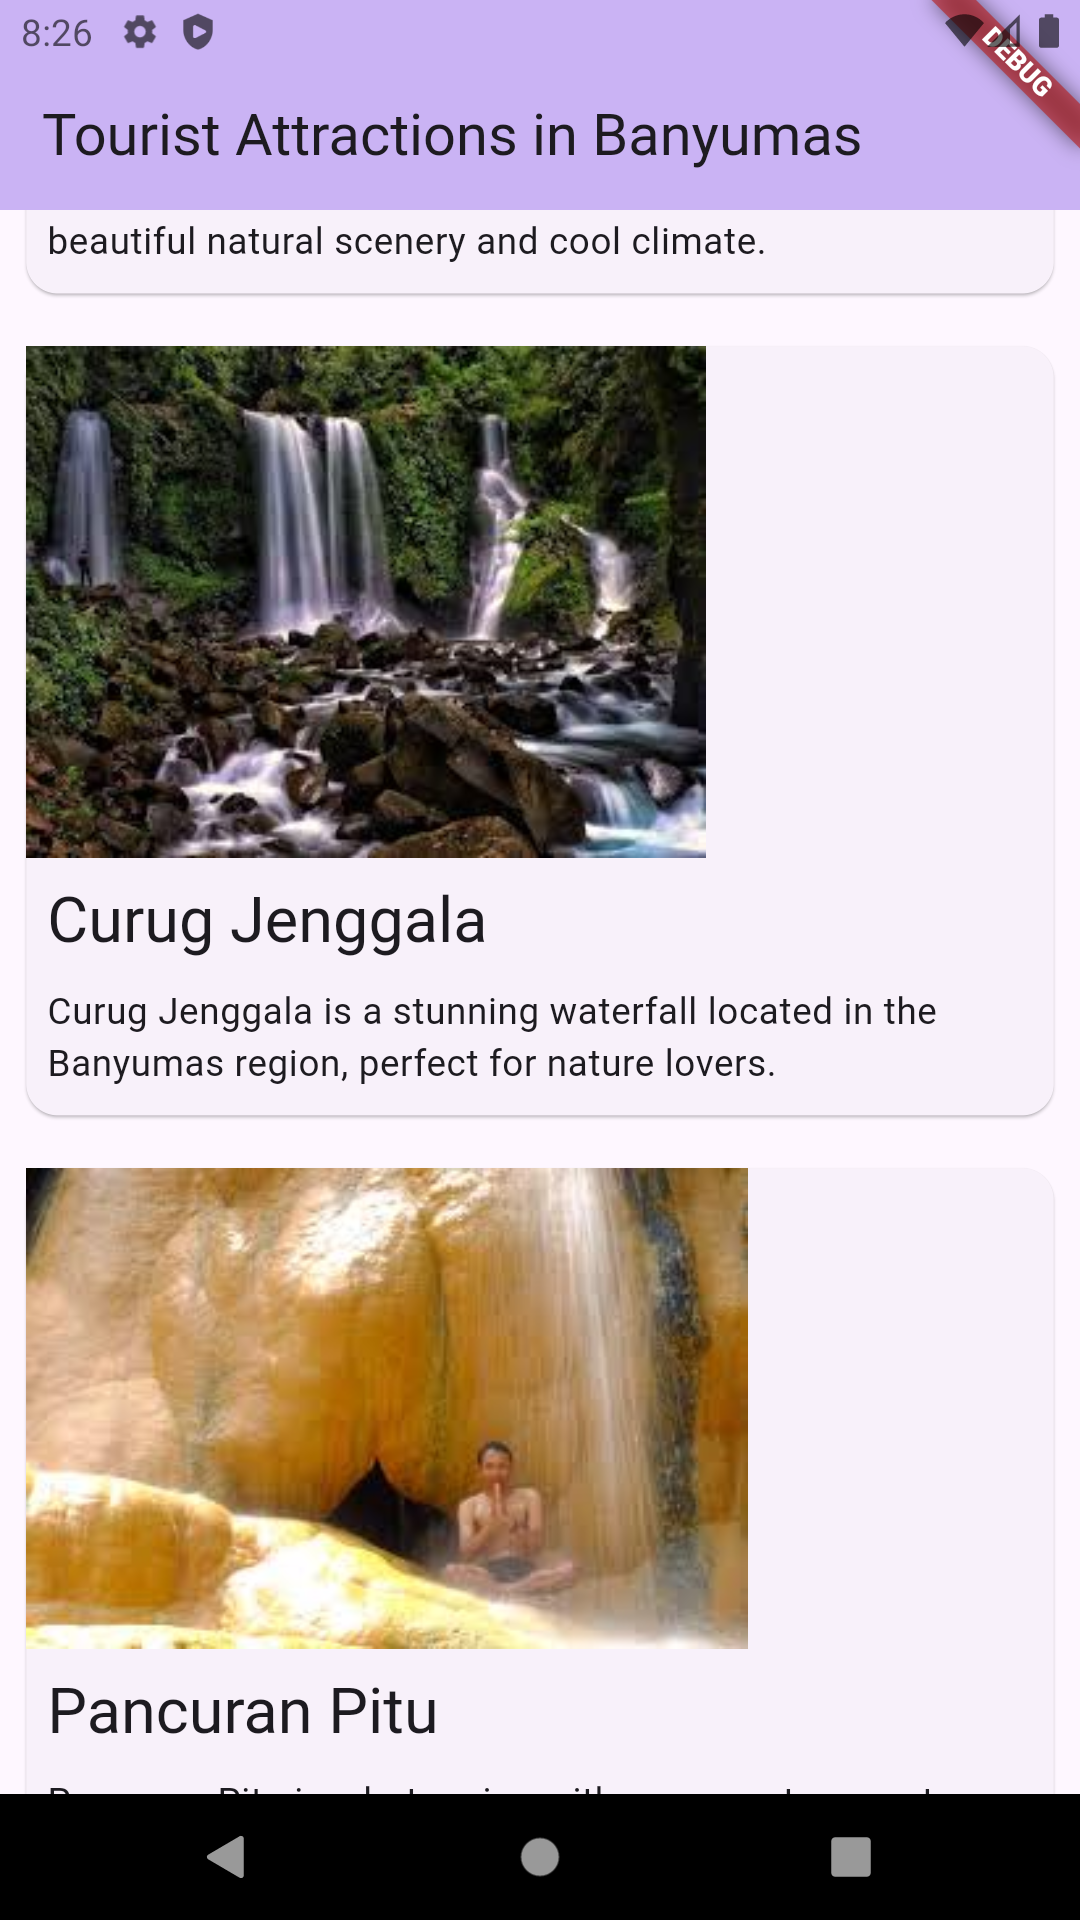 8:26
DEBUG
Tourist Attractions in Banyumas
beautiful natural scenery and cool climate.
Curug Jenggala
Curug Jenggala is a stunning waterfall located in the
Banyumas region, perfect for nature lovers.
Pancuran Pitu